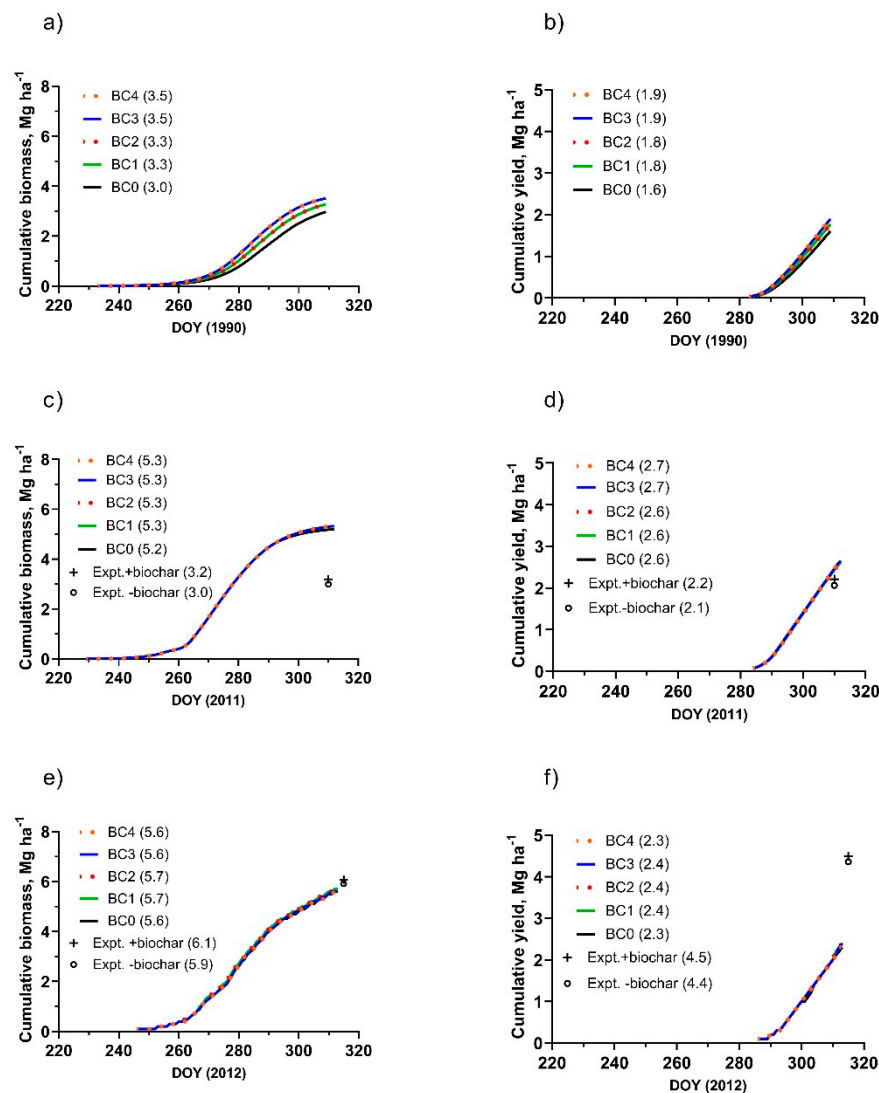 a)
Cumulative biomass, Mg ha⁻¹
8
6
4
2
0
BC4 (3.5)
BC3 (3.5)
BC2 (3.3)
BC1 (3.3)
BC0 (3.0)
220 240 260 280 300 320
DOY (1990)
b)
Cumulative yield, Mg ha⁻¹
5
4
3
2
1
0
BC4 (1.9)
BC3 (1.9)
BC2 (1.8)
BC1 (1.8)
BC0 (1.6)
220 240 260 280 300 320
DOY (1990)
c)
Cumulative biomass, Mg ha⁻¹
8
6
4
2
0
BC4 (5.3)
BC3 (5.3)
BC2 (5.3)
BC1 (5.3)
BC0 (5.2)
Expt.+biochar (3.2)
Expt. -biochar (3.0)
220 240 260 280 300 320
DOY (2011)
d)
Cumulative yield, Mg ha⁻¹
5
4
3
2
1
0
BC4 (2.7)
BC3 (2.7)
BC2 (2.6)
BC1 (2.6)
BC0 (2.6)
Expt.+biochar (2.2)
Expt.-biochar (2.1)
220 240 260 280 300 320
DOY (2011)
e)
Cumulative biomass, Mg ha⁻¹
8
6
4
2
0
BC4 (5.6)
BC3 (5.6)
BC2 (5.7)
BC1 (5.7)
BC0 (5.6)
Expt. +biochar (6.1)
Expt. -biochar (5.9)
220 240 260 280 300 320
DOY (2012)
f)
Cumulative yield, Mg ha⁻¹
5
4
3
2
1
0
BC4 (2.3)
BC3 (2.4)
BC2 (2.4)
BC1 (2.4)
BC0 (2.3)
Expt.+biochar (4.5)
Expt. -biochar (4.4)
220 240 260 280 300 320
DOY (2012)